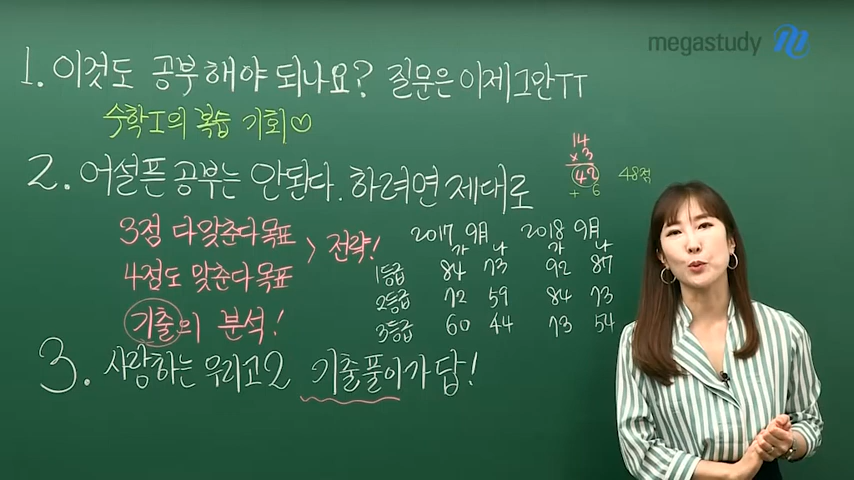 megastudy
1. 이것도 공부해야 되나요? 질문은 이제그만TT
수학I의 복습 기회♡
2. 어설픈 공부는 안된다. 하려면 제대로
14
×3
42
+ 6
48점
3점 다맞춘다목표
4점도 맞춘다목표
> 전략!
기출의 분석!
2017 9月 2018 9月
가 나 가 나
1등급 84 73 92 87
2등급 72 59 84 73
3등급 60 44 73 54
3. 사랑하는 우리고2 기출풀이가 답!